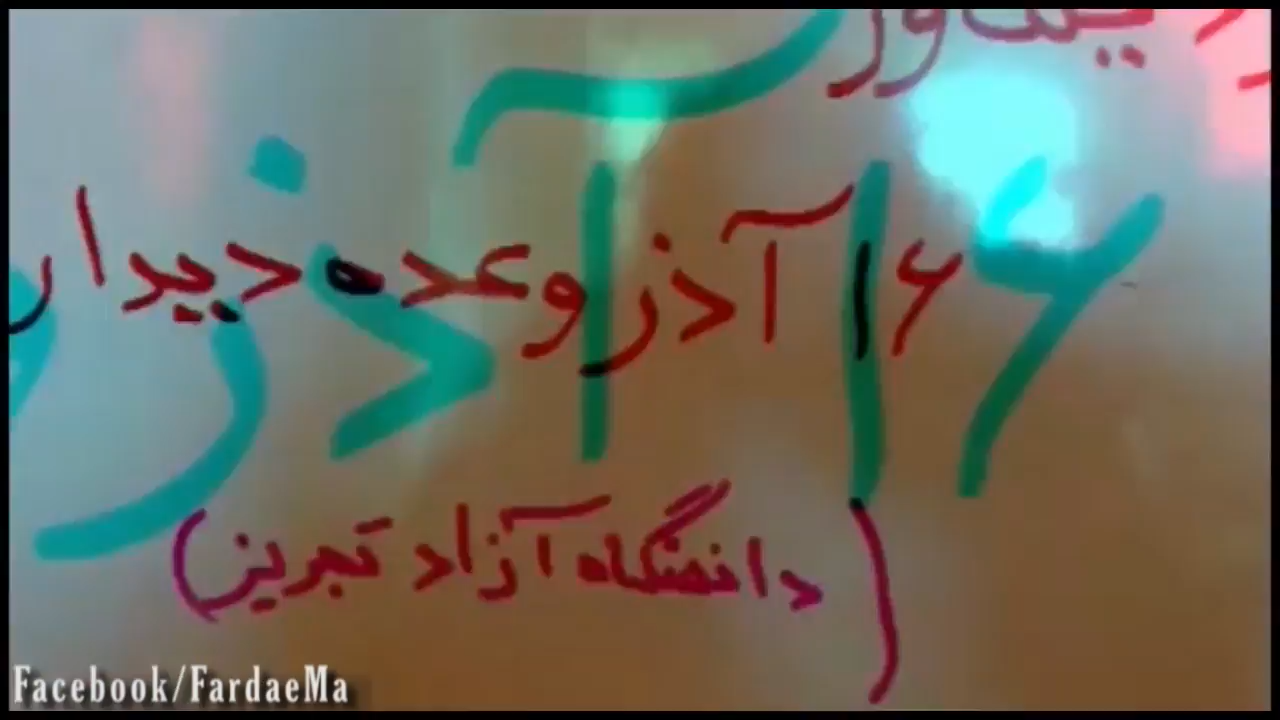 ۱۶ آذر
۱۶ آذر وعده دیدار
(دانشگاه آزاد تبریز)
Facebook/FardaeMa